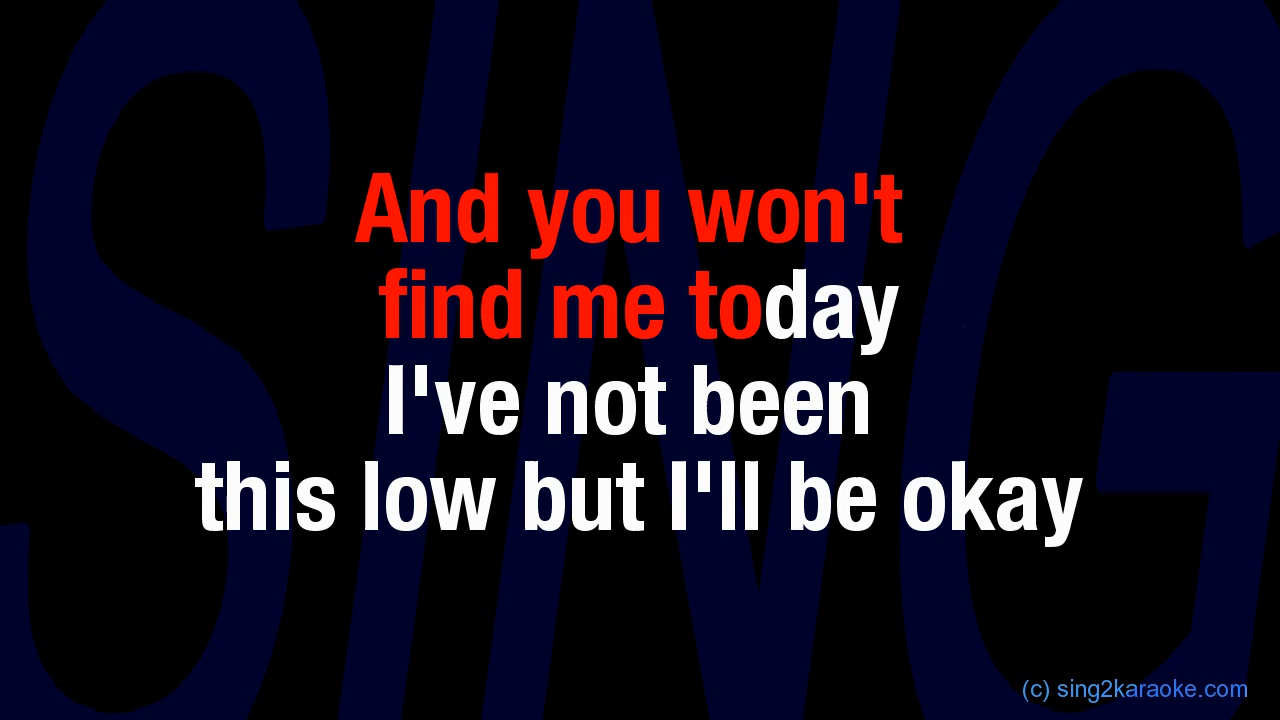 SING
And you won't
find me today
I've not been
this low but I'll be okay
(c) sing2karaoke.com